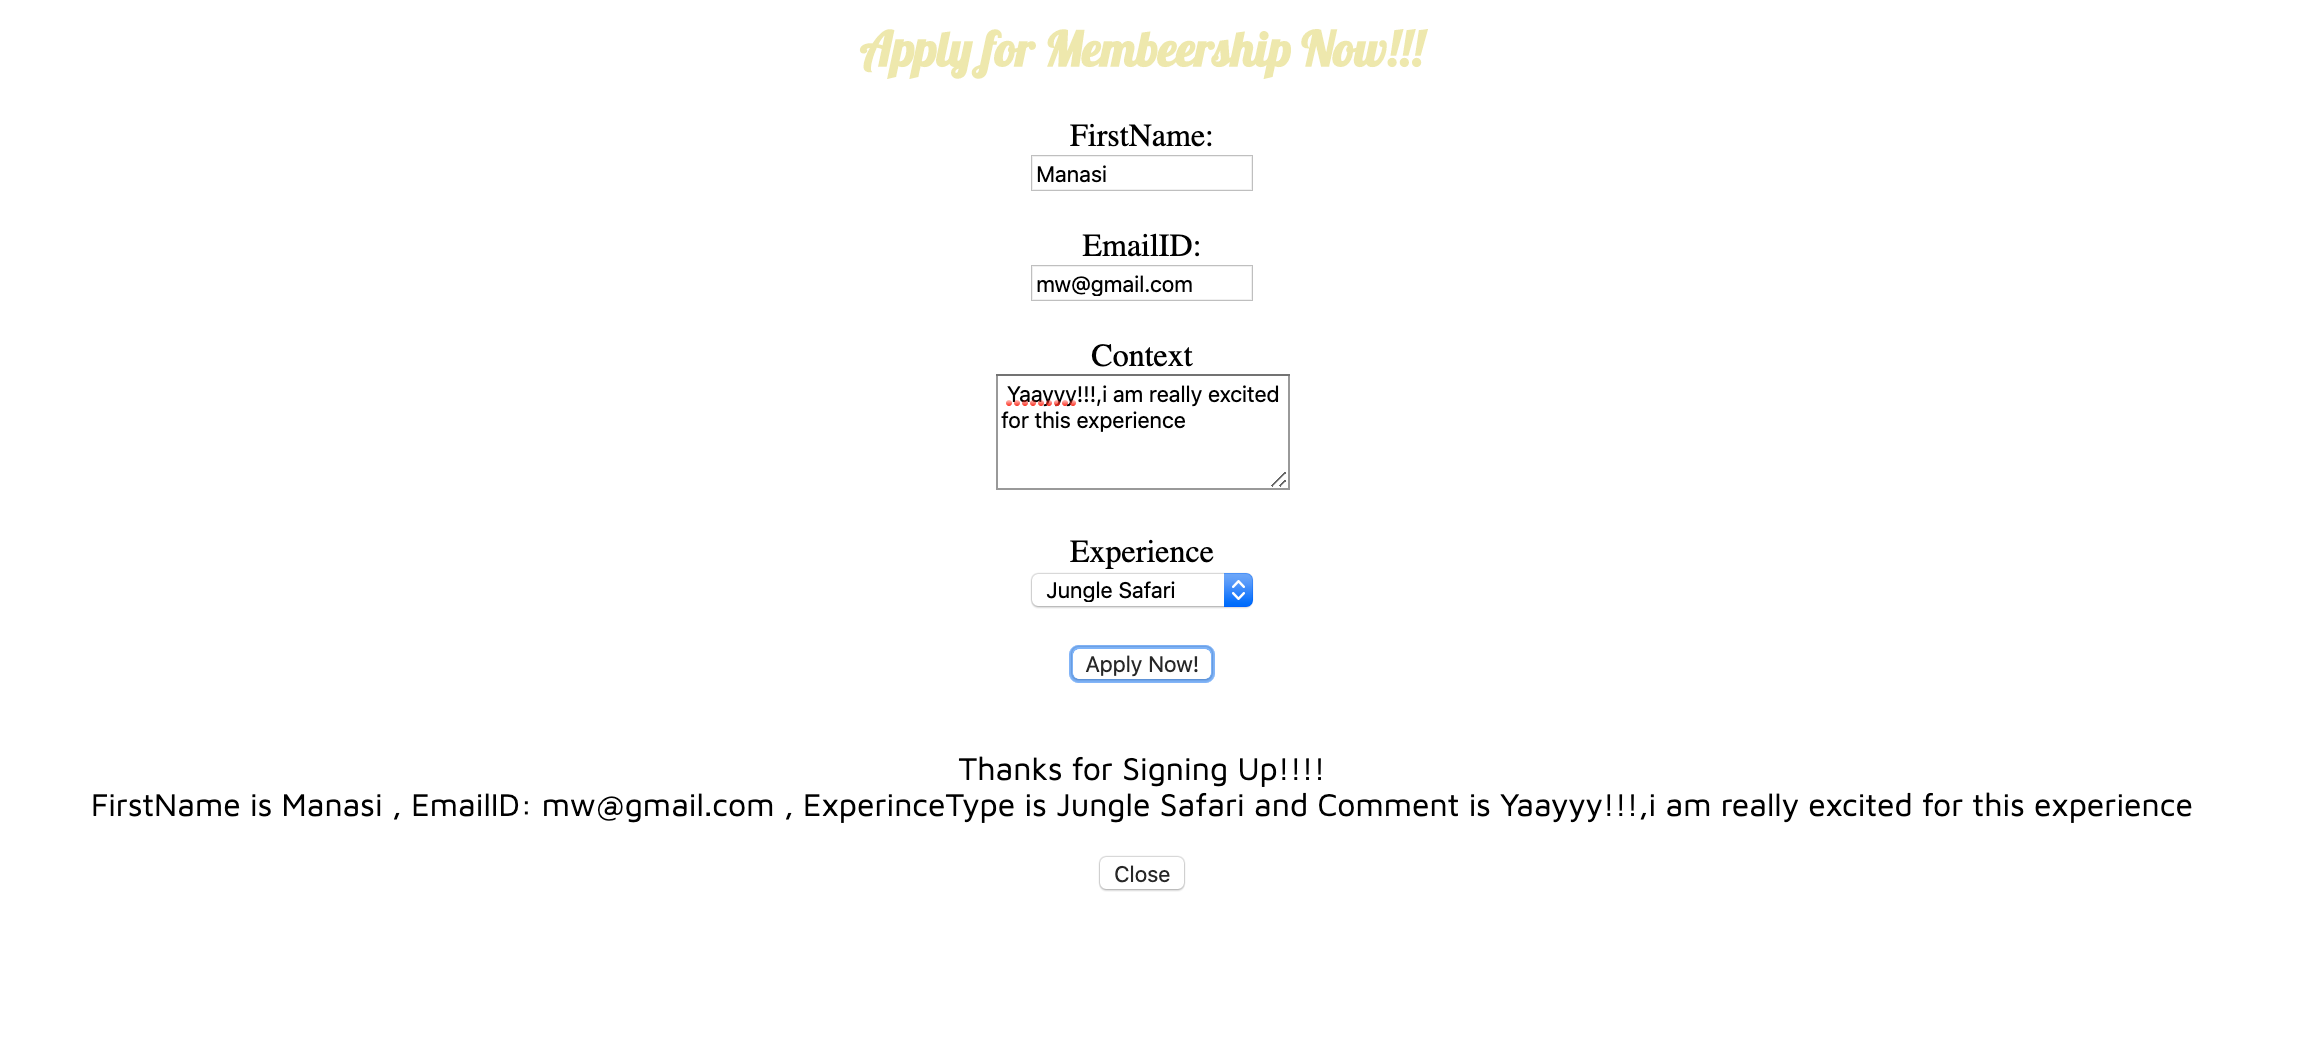 Apply for Membeership Now!!!
FirstName:
Manasi
EmailID:
mw@gmail.com
Context
Yaayyy!!!,i am really excited
for this experience
Experience
Jungle Safari
Apply Now!
Thanks for Signing Up!!!!
FirstName is Manasi , EmailID: mw@gmail.com , ExperinceType is Jungle Safari and Comment is Yaayyy!!!,i am really excited for this experience
Close